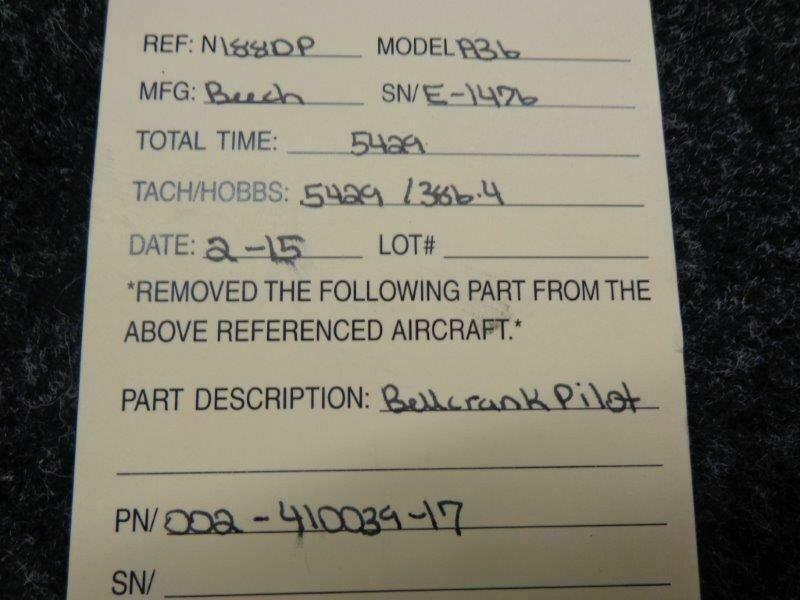 REF: N188DP MODEL A36
MFG: Beech SN/ E-1476
TOTAL TIME: 5429
TACH/HOBBS: 5429 / 386.4
DATE: 2-15 LOT#
*REMOVED THE FOLLOWING PART FROM THE
ABOVE REFERENCED AIRCRAFT.*
PART DESCRIPTION: Bellcrank Pilot
PN/ 002-410039-17
SN/